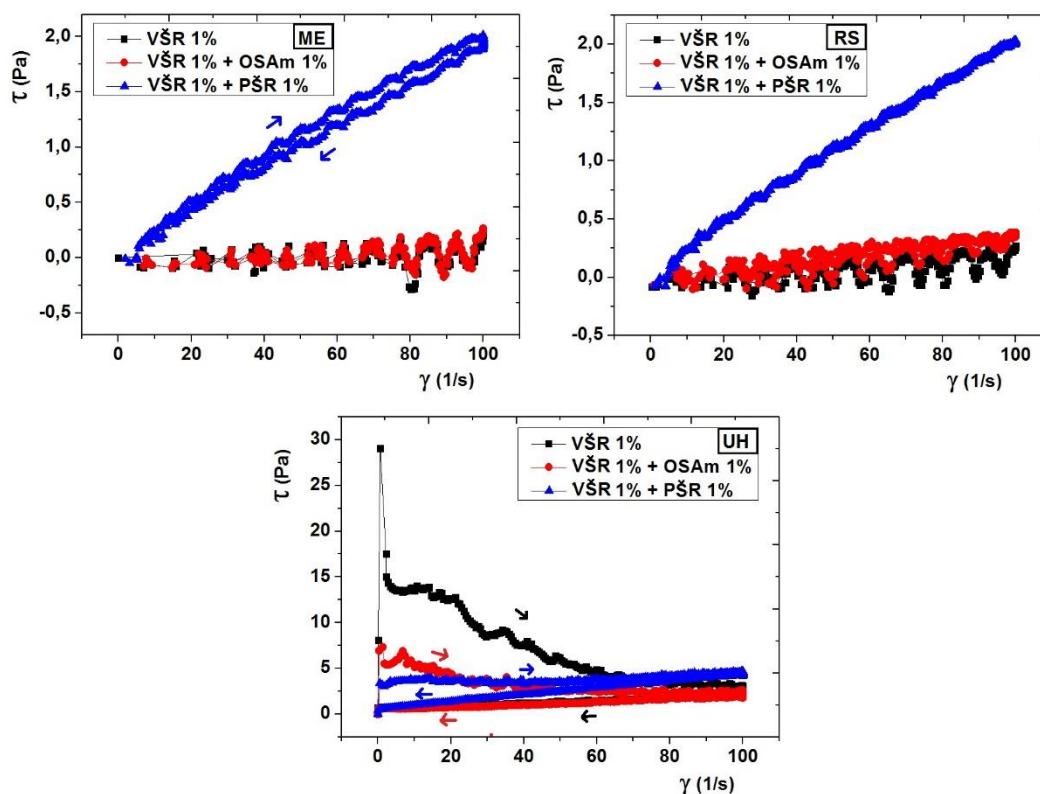 ME
VŠR 1%
VŠR 1% + OSAm 1%
VŠR 1% + PŠR 1%
τ (Pa)
2,0
1,5
1,0
0,5
0,0
-0,5
0 20 40 60 80 100
γ (1/s)
RS
VŠR 1%
VŠR 1% + OSAm 1%
VŠR 1% + PŠR 1%
τ (Pa)
2,0
1,5
1,0
0,5
0,0
-0,5
0 20 40 60 80 100
γ (1/s)
UH
VŠR 1%
VŠR 1% + OSAm 1%
VŠR 1% + PŠR 1%
τ (Pa)
30
25
20
15
10
5
0
0 20 40 60 80 100
γ (1/s)